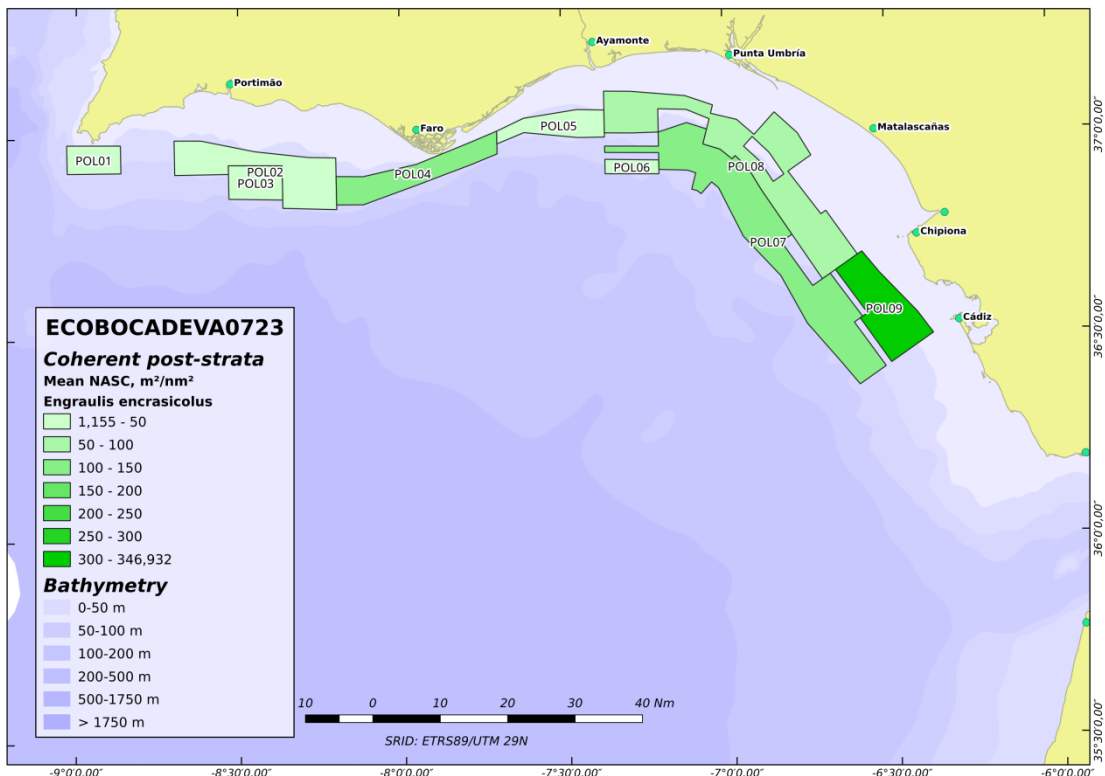 Ayamonte
Punta Umbría
Portimão
Faro
Matalascañas
Chipiona
Cádiz
POL01
POL02
POL03
POL04
POL05
POL06
POL07
POL08
POL09
37°0'0.00"
36°30'0.00"
36°0'0.00"
35°30'0.00"
ECOBOCADEVA0723
Coherent post-strata
Mean NASC, m²/nm²
Engraulis encrasicolus
1,155 - 50
50 - 100
100 - 150
150 - 200
200 - 250
250 - 300
300 - 346,932
Bathymetry
0-50 m
50-100 m
100-200 m
200-500 m
500-1750 m
> 1750 m
10 0 10 20 30 40 Nm
SRID: ETRS89/UTM 29N
-9°0'0.00" -8°30'0.00" -8°0'0.00" -7°30'0.00" -7°0'0.00" -6°30'0.00" -6°0'0.00"